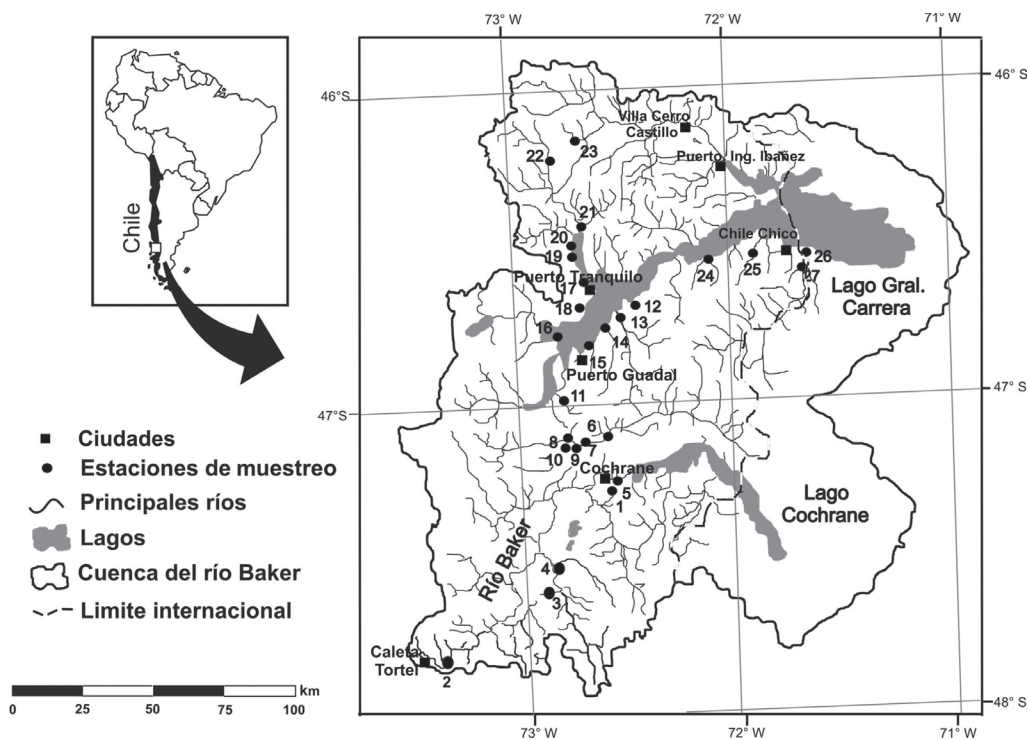 73° W
72° W
71° W
46°S
46° S
Chile
Villa Cerro
Castillo
Puerto. Ing. Ibáñez
23
22
21
20
19
Chile Chico
26
25
24
27
Puerto Tranquilo
17
18
12
13
14
16
15
Puerto Guadal
Lago Gral.
Carrera
11
47°S
47° S
6
8
7
10
9
Cochrane
5
1
Lago
Cochrane
Río Baker
4
3
Caleta
Tortel
2
Ciudades
Estaciones de muestreo
Principales ríos
Lagos
Cuenca del río Baker
Limite internacional
km
0 25 50 75 100
48° S
73° W
72° W
71° W